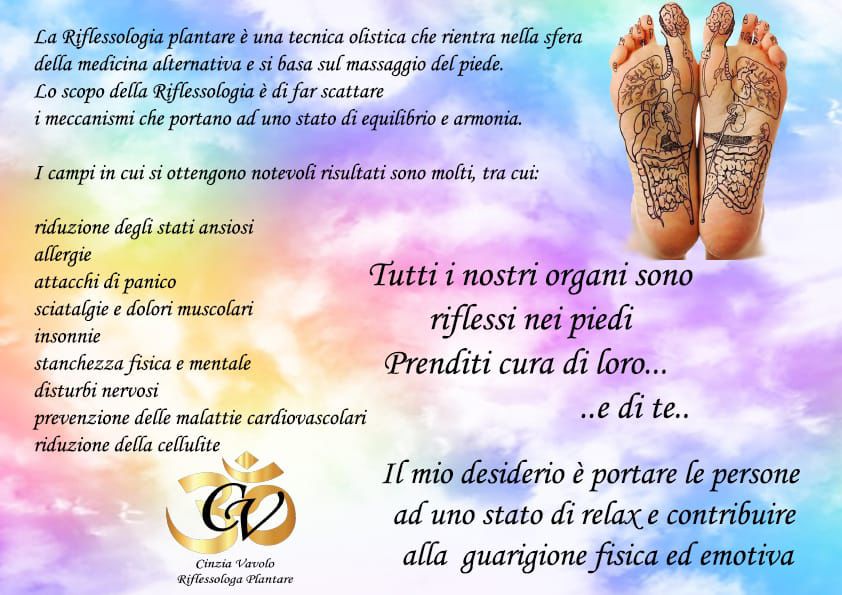 La Riflessologia plantare è una tecnica olistica che rientra nella sfera
della medicina alternativa e si basa sul massaggio del piede.
Lo scopo della Riflessologia è di far scattare
i meccanismi che portano ad uno stato di equilibrio e armonia.
I campi in cui si ottengono notevoli risultati sono molti, tra cui:
riduzione degli stati ansiosi
allergie
attacchi di panico
sciatalgie e dolori muscolari
insonnie
stanchezza fisica e mentale
disturbi nervosi
prevenzione delle malattie cardiovascolari
riduzione della cellulite
Tutti i nostri organi sono
riflessi nei piedi
Prenditi cura di loro...
..e di te..
Il mio desiderio è portare le persone
ad uno stato di relax e contribuire
alla guarigione fisica ed emotiva
ॐ
CV
Cinzia Vavolo
Riflessologa Plantare